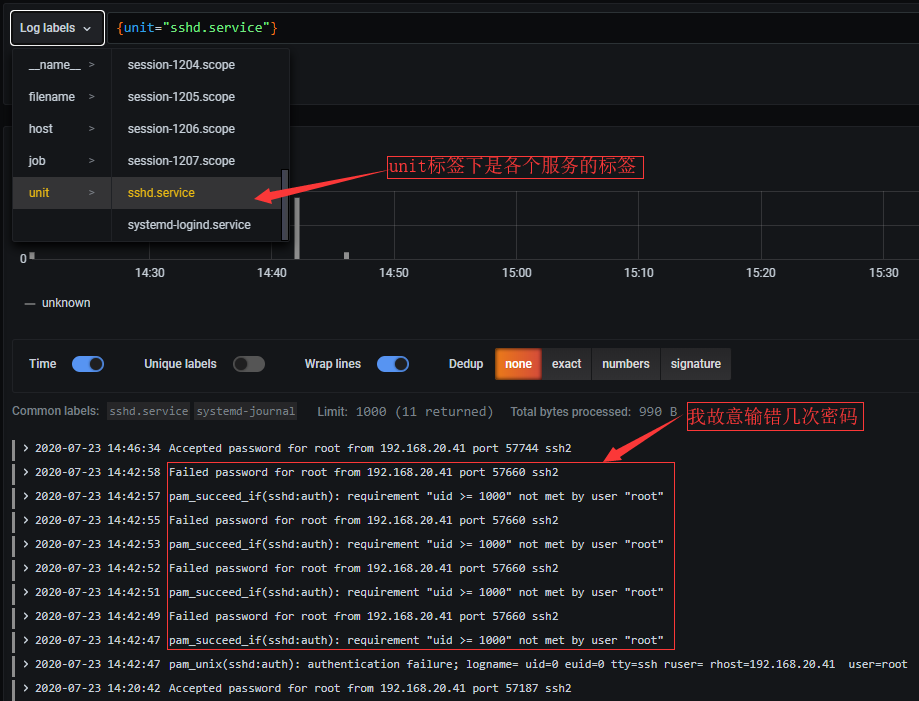 Log labels {unit="sshd.service"}
__name__ > session-1204.scope
filename > session-1205.scope
host > session-1206.scope
job > session-1207.scope
unit标签下是各个服务的标签
unit > sshd.service
systemd-logind.service
0
14:30 14:40 14:50 15:00 15:10 15:20 15:30
unknown
Time Unique labels Wrap lines Dedup none exact numbers signature
Common labels: sshd.service systemd-journal Limit: 1000 (11 returned) Total bytes processed: 990 B
我故意输错几次密码
> 2020-07-23 14:46:34 Accepted password for root from 192.168.20.41 port 57744 ssh2
> 2020-07-23 14:42:58 Failed password for root from 192.168.20.41 port 57660 ssh2
> 2020-07-23 14:42:57 pam_succeed_if(sshd:auth): requirement "uid >= 1000" not met by user "root"
> 2020-07-23 14:42:55 Failed password for root from 192.168.20.41 port 57660 ssh2
> 2020-07-23 14:42:53 pam_succeed_if(sshd:auth): requirement "uid >= 1000" not met by user "root"
> 2020-07-23 14:42:52 Failed password for root from 192.168.20.41 port 57660 ssh2
> 2020-07-23 14:42:51 pam_succeed_if(sshd:auth): requirement "uid >= 1000" not met by user "root"
> 2020-07-23 14:42:49 Failed password for root from 192.168.20.41 port 57660 ssh2
> 2020-07-23 14:42:47 pam_succeed_if(sshd:auth): requirement "uid >= 1000" not met by user "root"
> 2020-07-23 14:42:47 pam_unix(sshd:auth): authentication failure; logname= uid=0 euid=0 tty=ssh ruser= rhost=192.168.20.41  user=root
> 2020-07-23 14:20:42 Accepted password for root from 192.168.20.41 port 57187 ssh2